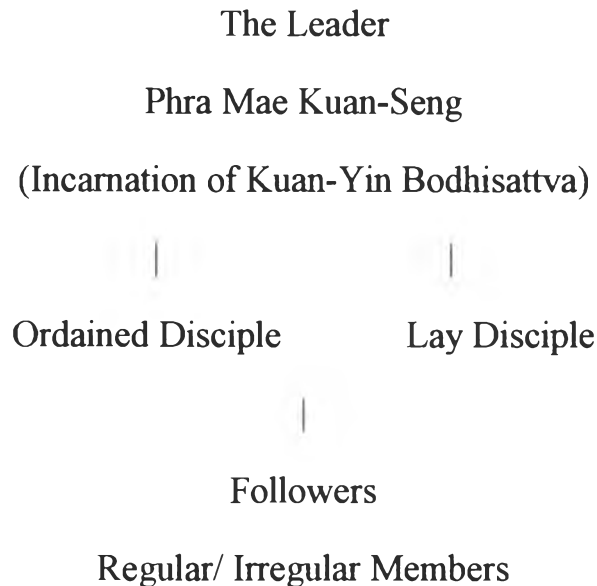 The Leader
Phra Mae Kuan-Seng
(Incarnation of Kuan-Yin Bodhisattva)
Ordained Disciple Lay Disciple
Followers
Regular/ Irregular Members